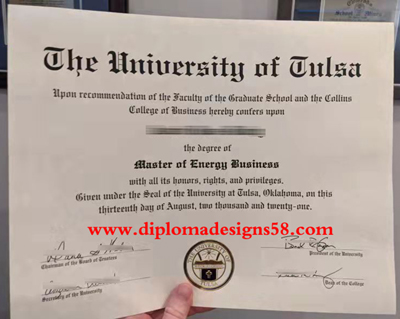 The University of Tulsa
Upon recommendation of the Faculty of the Graduate School and the Collins
College of Business hereby confers upon
the degree of
Master of Energy Business
with all its honors, rights, and privileges.
Given under the Seal of the University at Tulsa, Oklahoma, on this
thirteenth day of August, two thousand and twenty-one.
www.diplomadesigns58.com
Chairman of the Board of Trustees
President of the University
Secretary of the University
Dean of the College